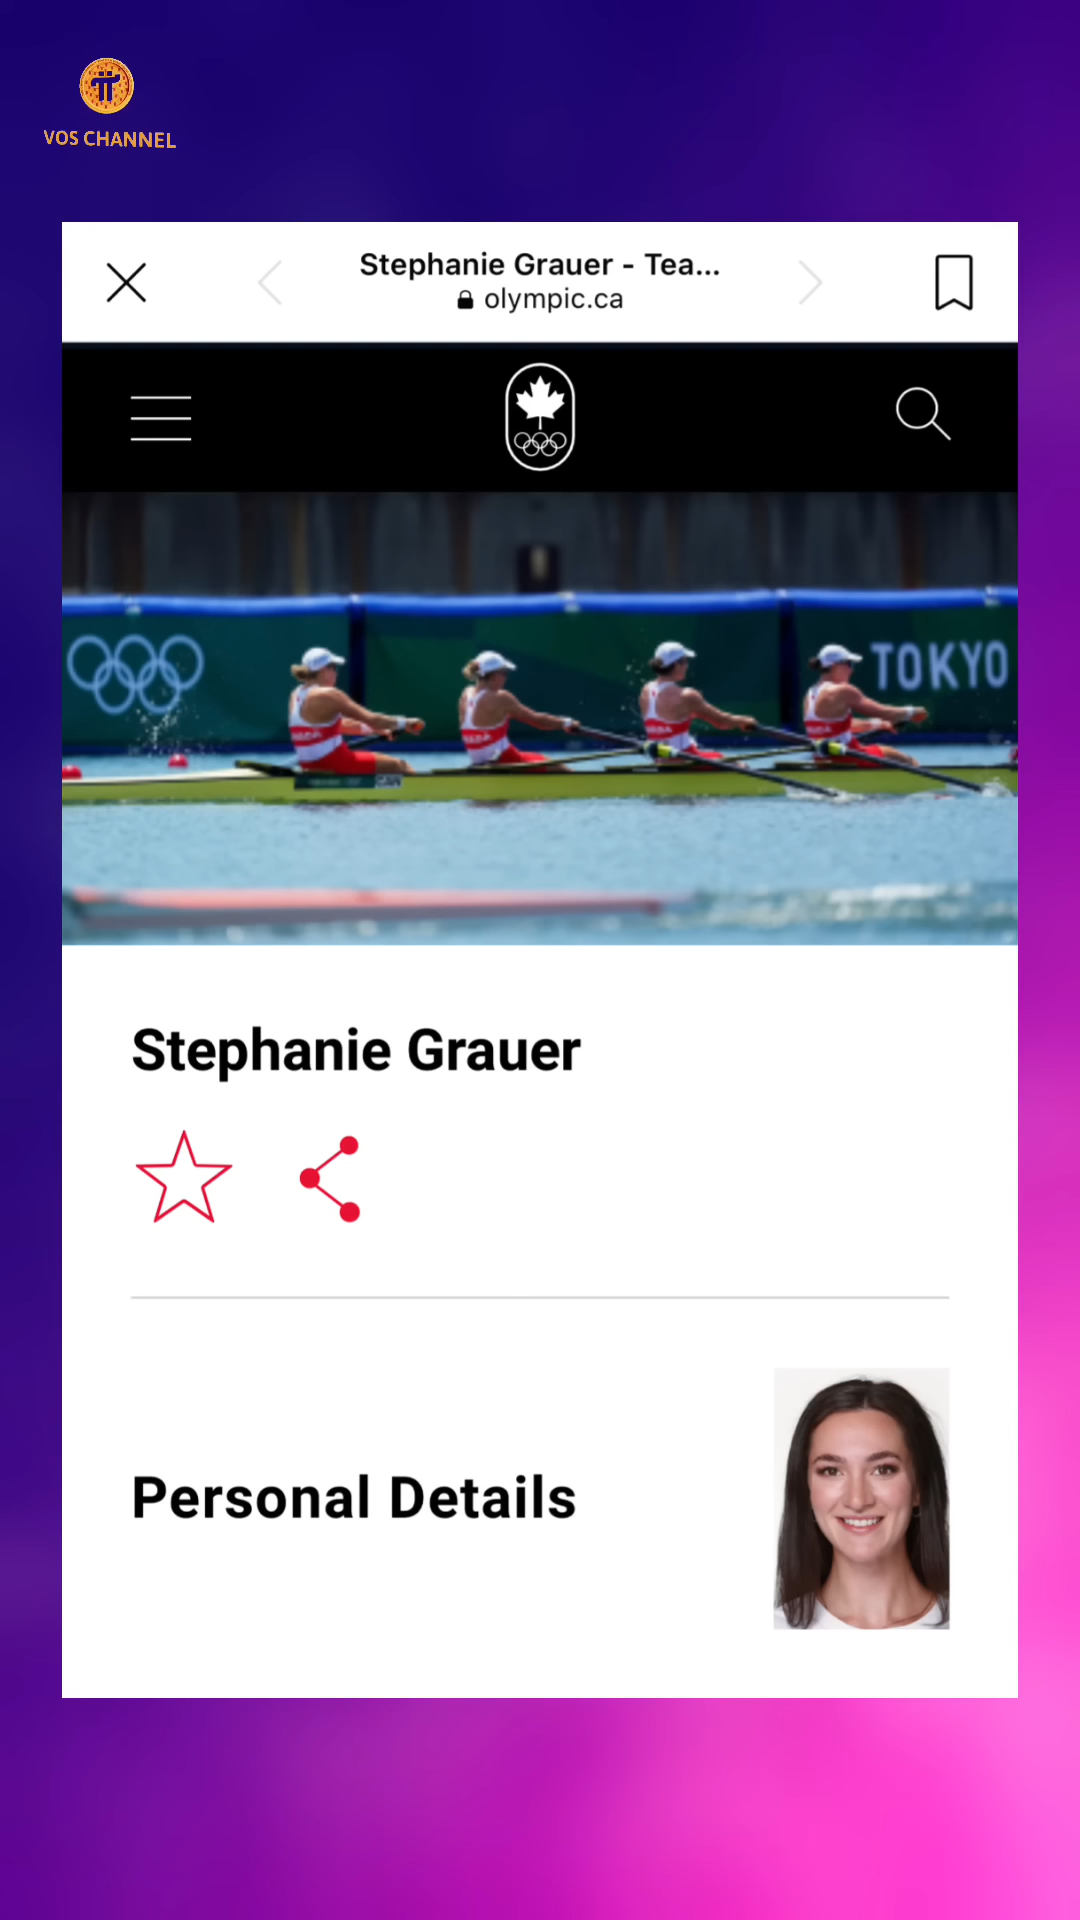 VOS CHANNEL
Stephanie Grauer - Tea...
olympic.ca
TOKYO
Stephanie Grauer
Personal Details